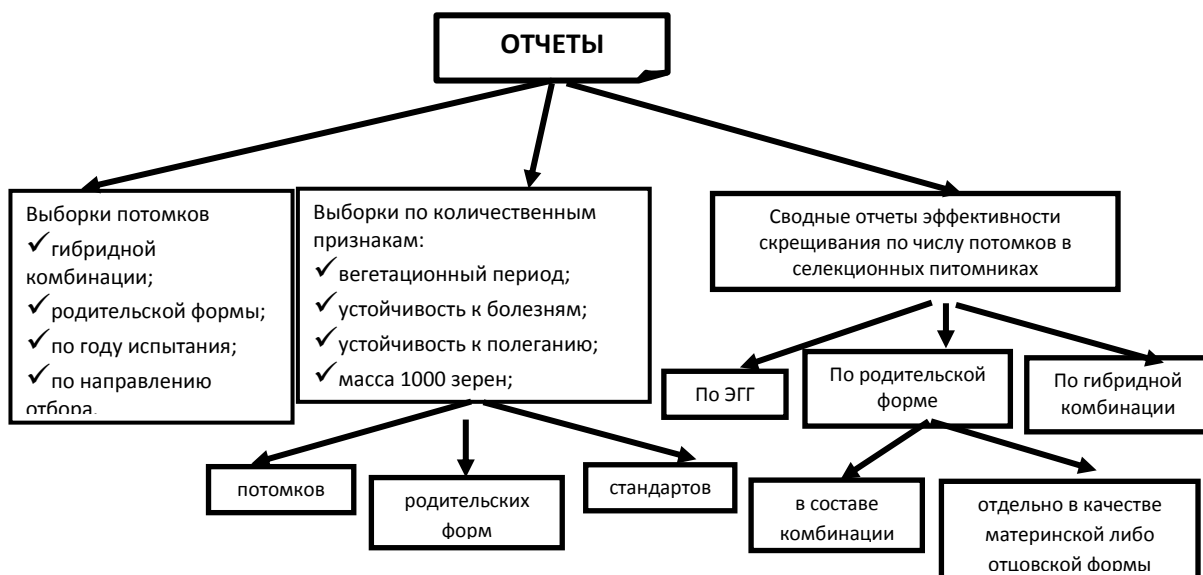 ОТЧЕТЫ
Выборки потомков
✓ гибридной
комбинации;
✓ родительской формы;
✓ по году испытания;
✓ по направлению
отбора.
Выборки по количественным
признакам:
✓ вегетационный период;
✓ устойчивость к болезням;
✓ устойчивость к полеганию;
✓ масса 1000 зерен;
потомков
родительских
форм
стандартов
Сводные отчеты эффективности
скрещивания по числу потомков в
селекционных питомниках
По ЭГГ
По родительской
форме
По гибридной
комбинации
в составе
комбинации
отдельно в качестве
материнской либо
отцовской формы